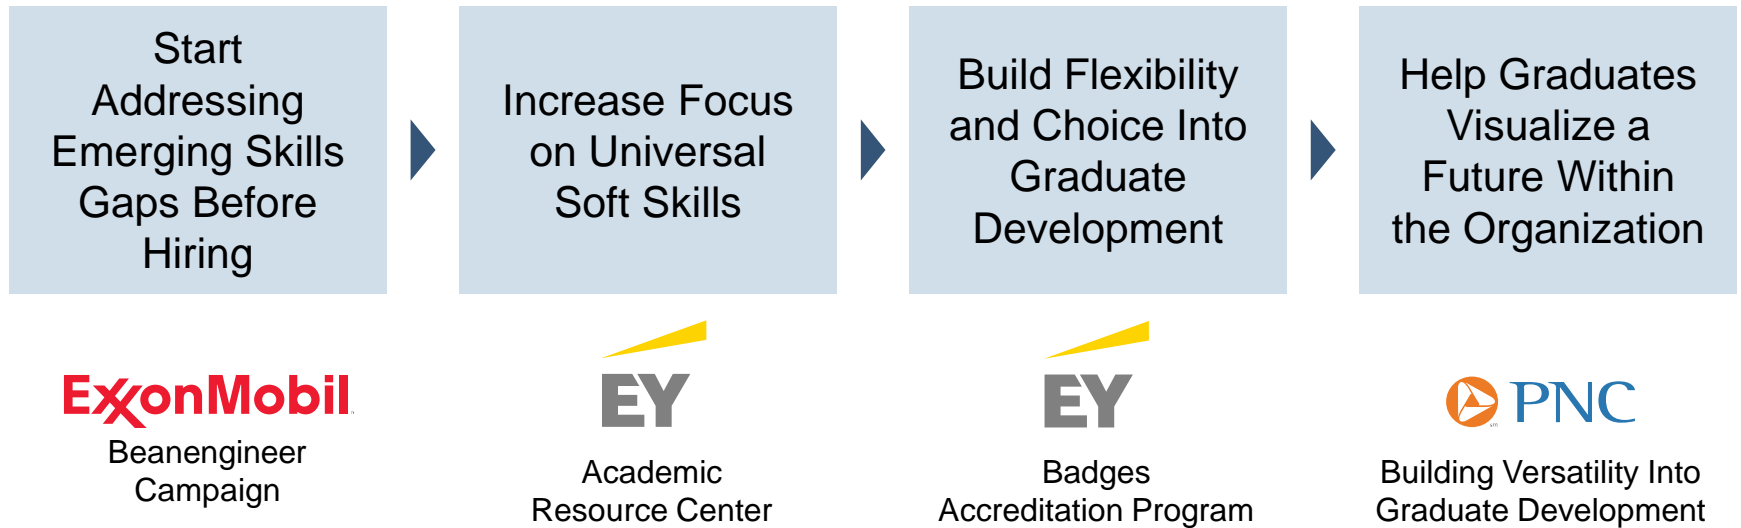 Start
Addressing
Emerging Skills
Gaps Before
Hiring
Increase Focus
on Universal
Soft Skills
Build Flexibility
and Choice Into
Graduate
Development
Help Graduates
Visualize a
Future Within
the Organization
ExxonMobil
Beanengineer
Campaign
EY
Academic
Resource Center
EY
Badges
Accreditation Program
PNC
Building Versatility Into
Graduate Development